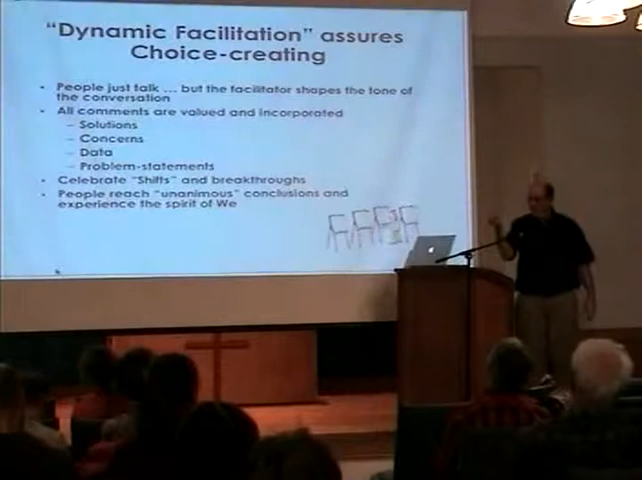 "Dynamic Facilitation" assures
Choice-creating
• People just talk ... but the facilitator shapes the tone of
the conversation
• All comments are valued and incorporated
– Solutions
– Concerns
– Data
– Problem-statements
• Celebrate "Shifts" and breakthroughs
• People reach "unanimous" conclusions and
experience the spirit of We